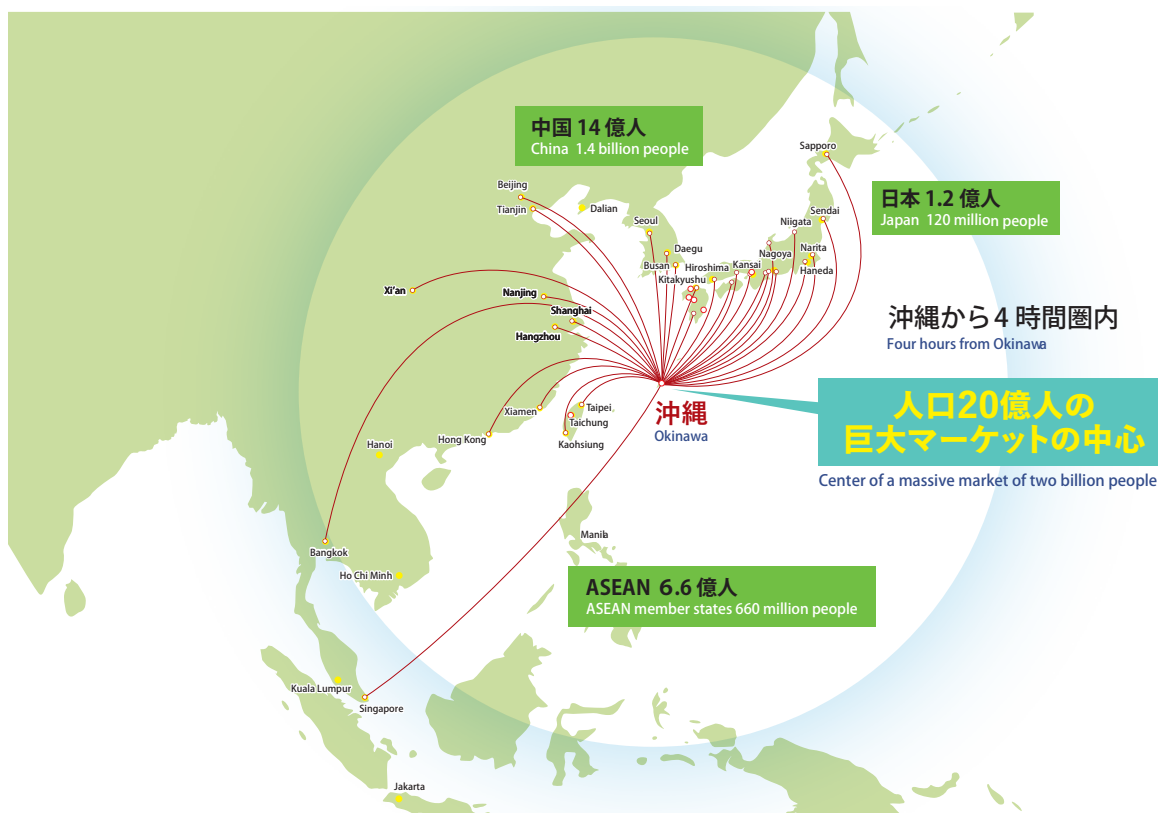 中国 14 億人
China 1.4 billion people
Sapporo
日本 1.2 億人
Japan 120 million people
Beijing
Tianjin
Dalian
Seoul
Sendai
Niigata
Daegu
Nagoya
Narita
Busan
Hiroshima
Kansai
Haneda
Kitakyushu
Xi'an
Nanjing
Shanghai
Hangzhou
沖縄から4 時間圏内
Four hours from Okinawa
人口20億人の
巨大マーケットの中心
Center of a massive market of two billion people
沖縄
Okinawa
Xiamen
Taipei
Taichung
Kaohsiung
Hong Kong
Hanoi
Manila
Bangkok
Ho Chi Minh
ASEAN 6.6 億人
ASEAN member states 660 million people
Kuala Lumpur
Singapore
Jakarta